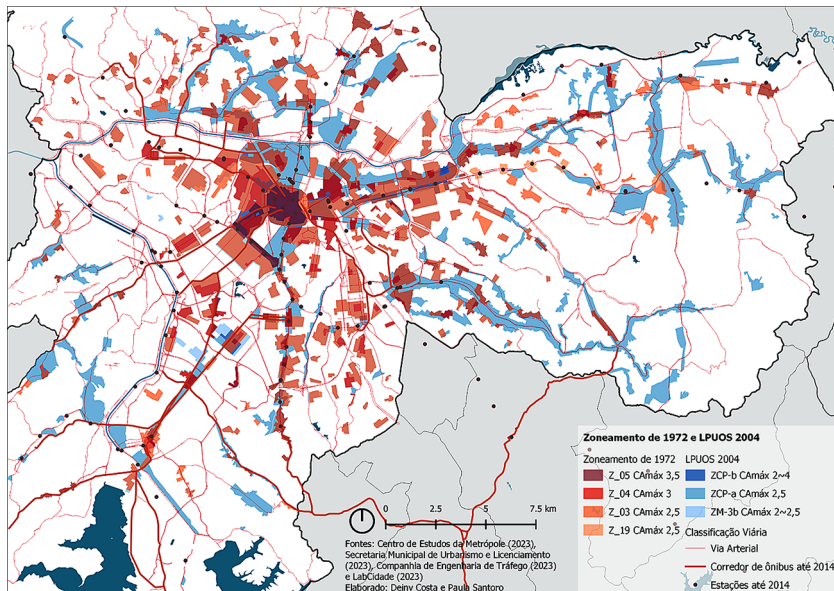 Zoneamento de 1972 e LPUOS 2004
Zoneamento de 1972
Z_05 CAmáx 3,5
Z_04 CAmáx 3
Z_03 CAmáx 2,5
Z_19 CAmáx 2,5
LPUOS 2004
ZCP-b CAmáx 2~4
ZCP-a CAmáx 2,5
ZM-3b CAmáx 2~2,5
Classificação Viária
Via Arterial
Corredor de ônibus até 2014
Estações até 2014
0 2.5 5 7.5 km
Fontes: Centro de Estudos da Metrópole (2023),
Secretaria Municipal de Urbanismo e Licenciamento
(2023), Companhia de Engenharia de Tráfego (2023)
e LabCidade (2023)
Elaborado: Deiny Costa e Paula Santoro